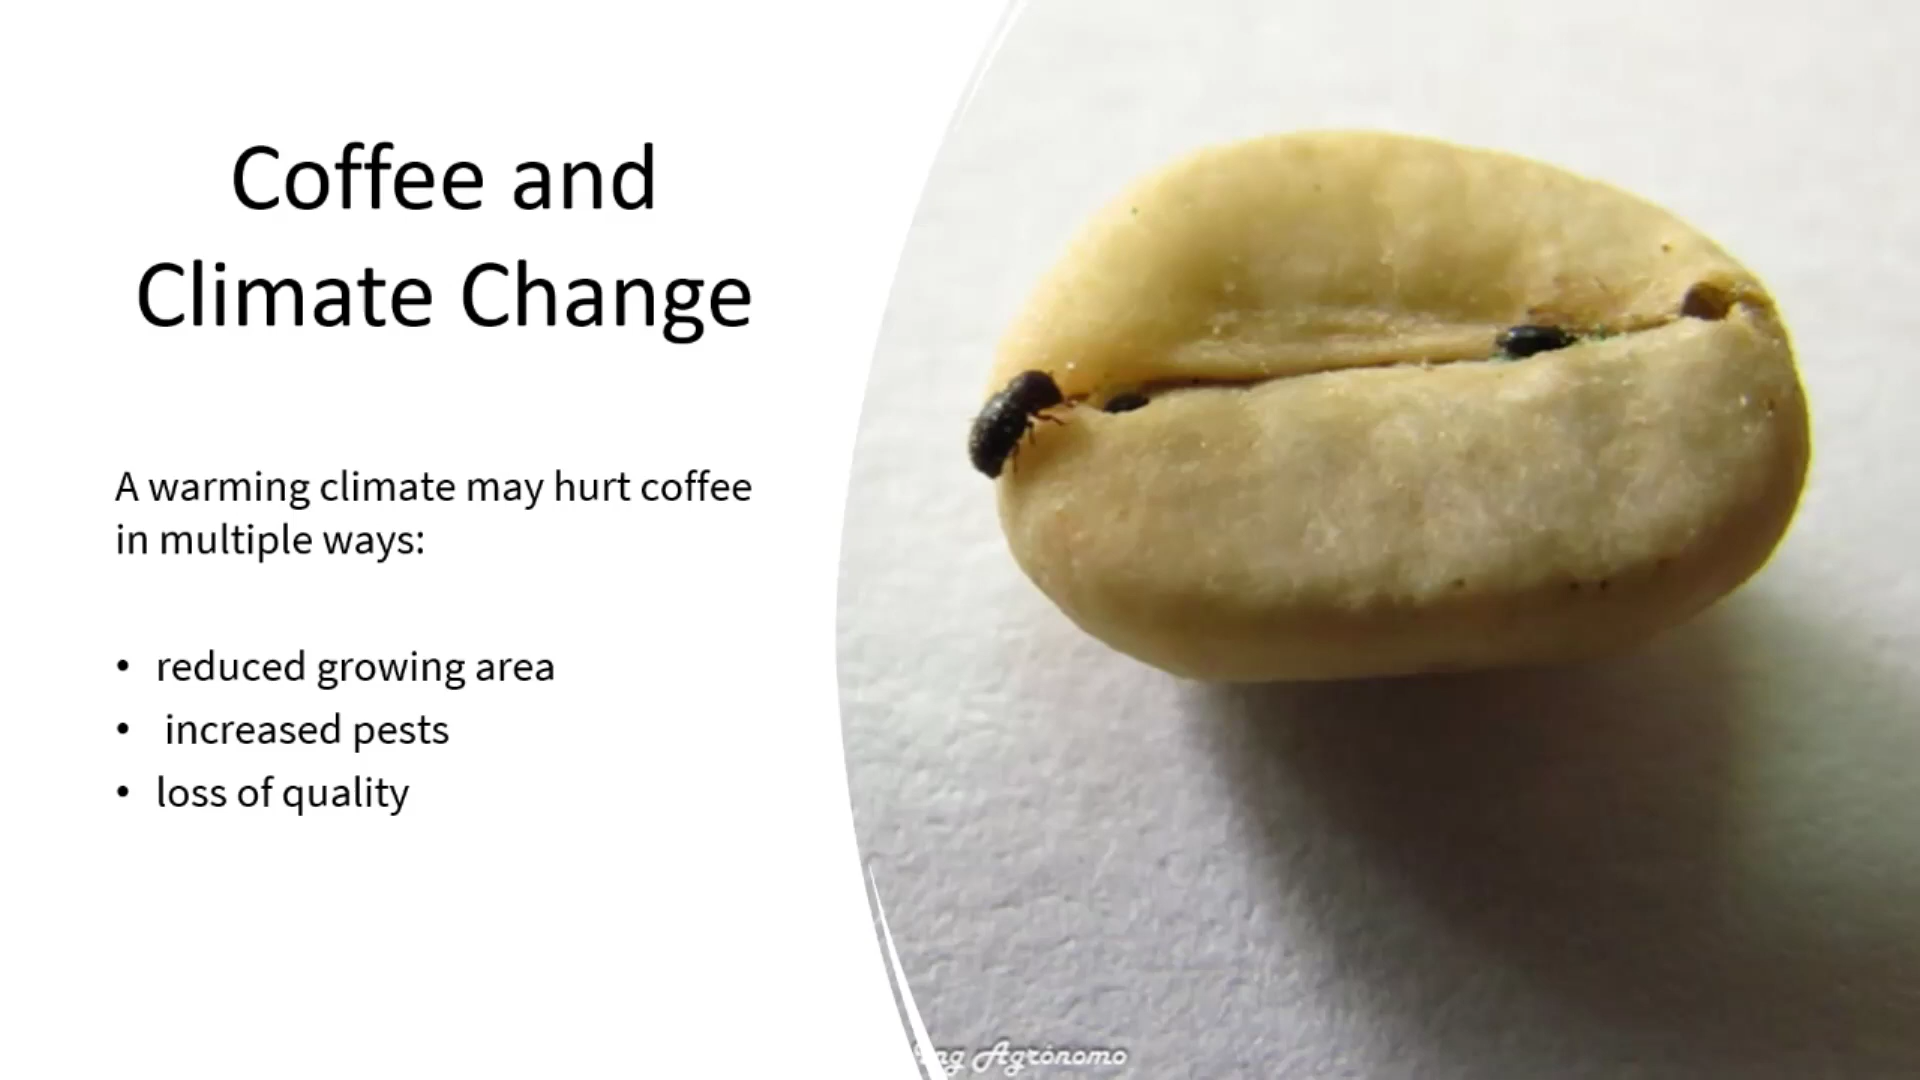 Coffee and
Climate Change
A warming climate may hurt coffee
in multiple ways:
• reduced growing area
• increased pests
• loss of quality
Agrónomo